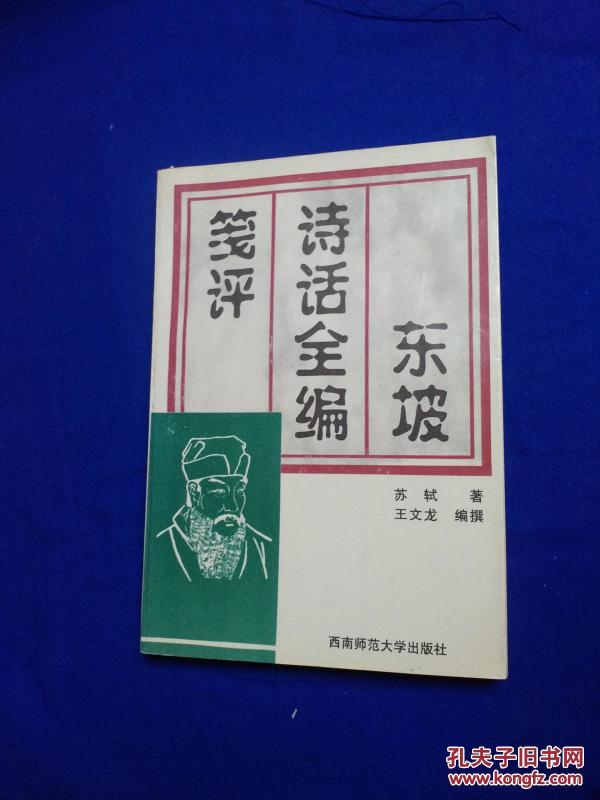 东坡
诗话全编
笺评
苏轼 著
王文龙 编撰
西南师范大学出版社
孔夫子旧书网
www.kongfz.com